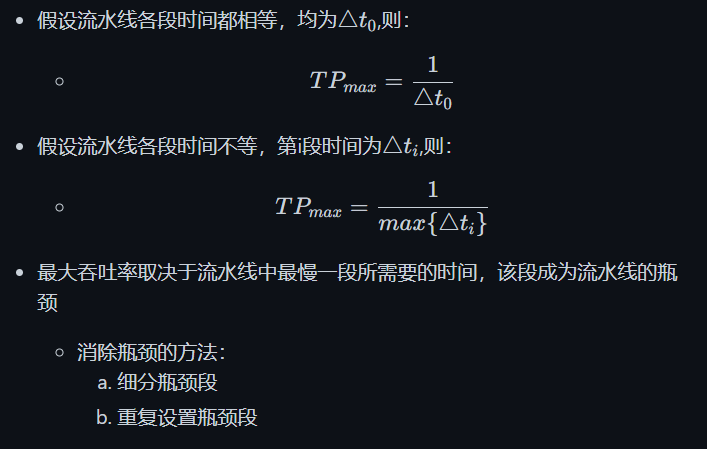 • 假设流水线各段时间都相等，均为△t₀,则：
◦ TPₘₐₓ = 1 / △t₀
• 假设流水线各段时间不等，第i段时间为△tᵢ,则：
◦ TPₘₐₓ = 1 / max{△tᵢ}
• 最大吞吐率取决于流水线中最慢一段所需要的时间，该段成为流水线的瓶
颈
◦ 消除瓶颈的方法：
a. 细分瓶颈段
b. 重复设置瓶颈段